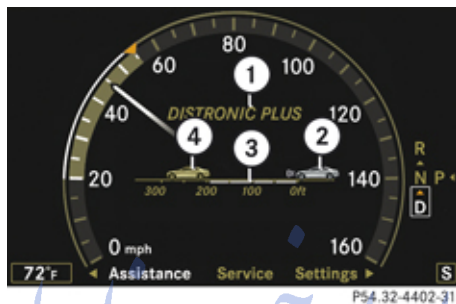 80
60 100
1
40 DISTRONIC PLUS 120
4 3 2
R
20 300 200 100 0ft 140 N P
D
0 mph 160
72°F Assistance Service Settings S
P54.32-4402-31